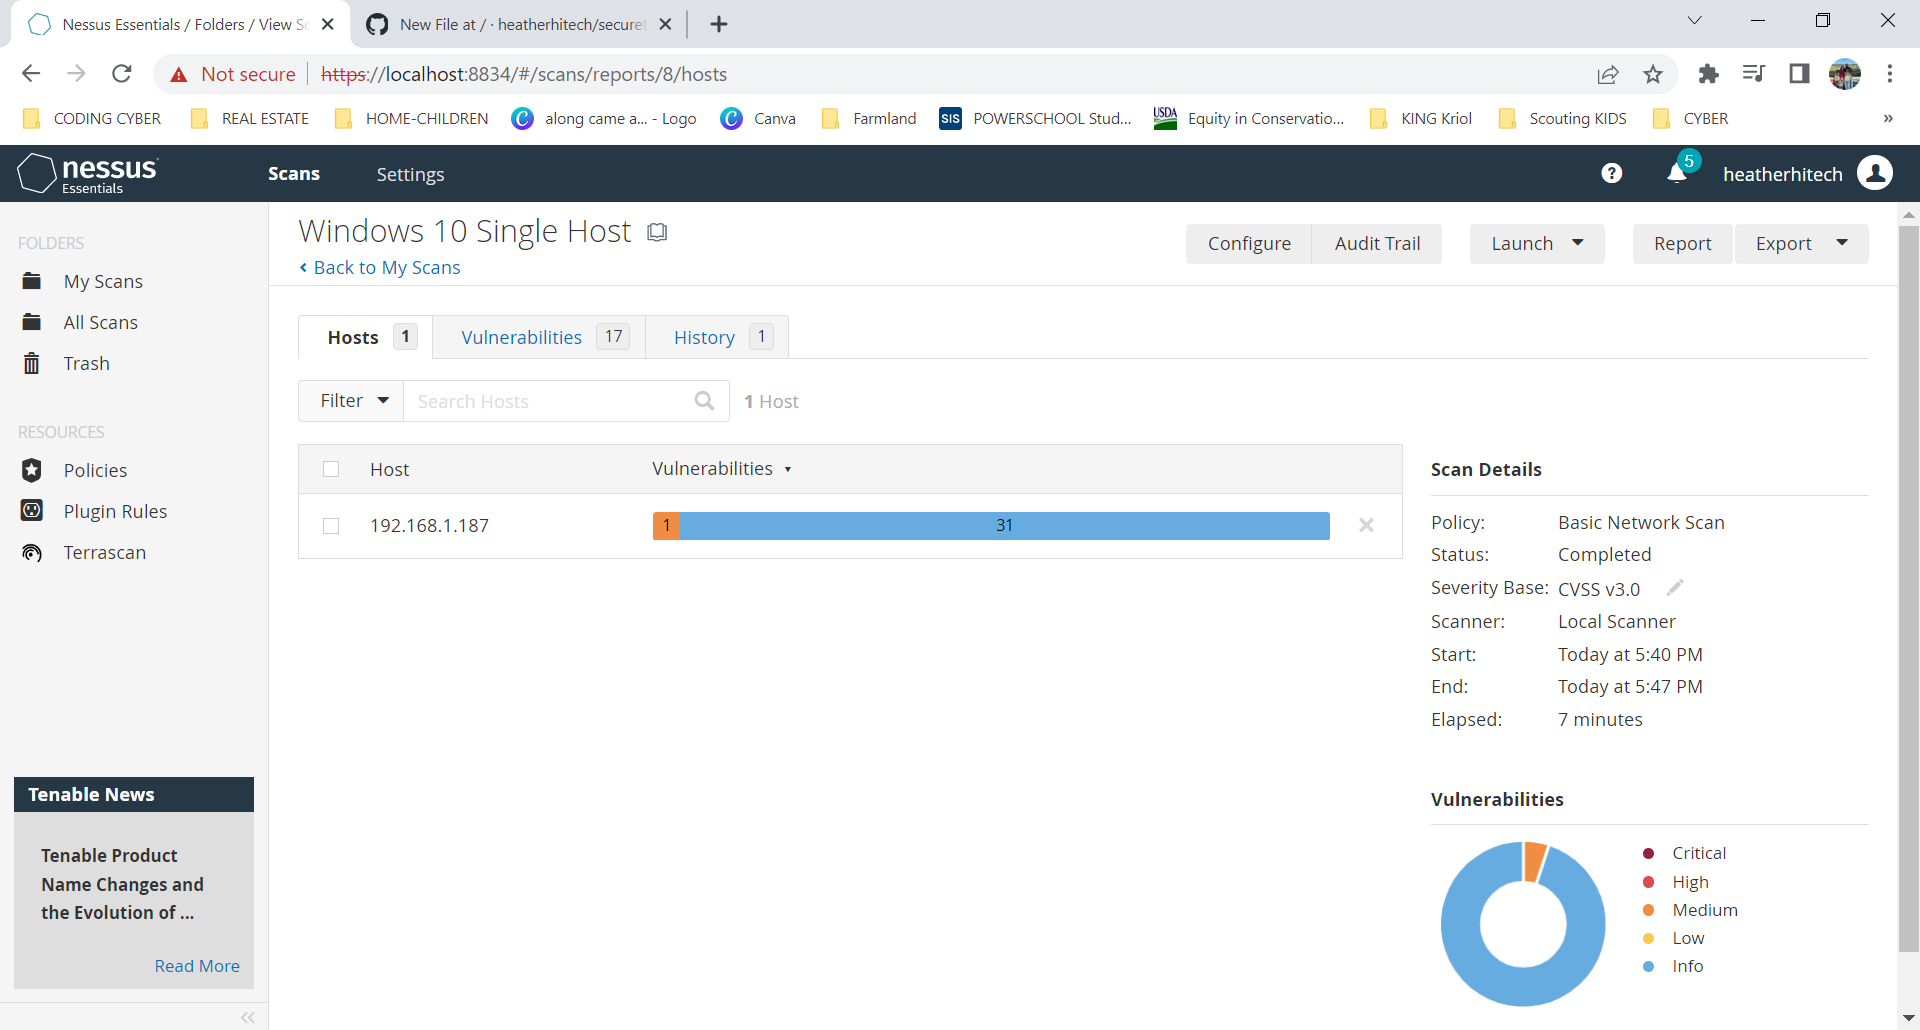 Nessus Essentials / Folders / View Sc
New File at / · heatherhitech/securet
Not secure https://localhost:8834/#/scans/reports/8/hosts
CODING CYBER REAL ESTATE HOME-CHILDREN along came a... - Logo Canva Farmland SIS POWERSCHOOL Stud... USDA Equity in Conservatio... KING Kriol Scouting KIDS CYBER »
nessus
Essentials
Scans Settings ? 5 heatherhitech
FOLDERS
My Scans
All Scans
Trash
RESOURCES
Policies
Plugin Rules
Terrascan
Tenable News
Tenable Product
Name Changes and
the Evolution of ...
Read More
Windows 10 Single Host
Back to My Scans
Configure Audit Trail Launch Report Export
Hosts 1 Vulnerabilities 17 History 1
Filter Search Hosts 1 Host
Host Vulnerabilities
192.168.1.187 1 31
Scan Details
Policy: Basic Network Scan
Status: Completed
Severity Base: CVSS v3.0
Scanner: Local Scanner
Start: Today at 5:40 PM
End: Today at 5:47 PM
Elapsed: 7 minutes
Vulnerabilities
Critical
High
Medium
Low
Info